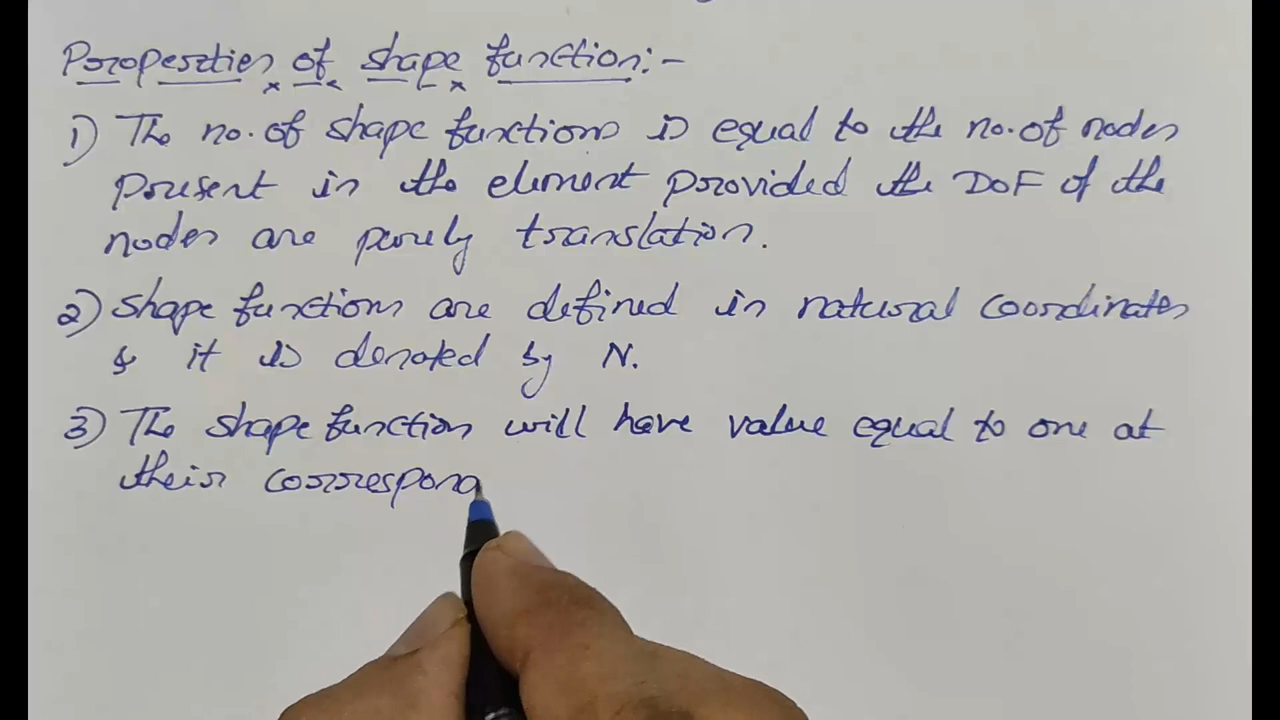 Properties of shape function:-
1) The no. of shape functions is equal to the no. of nodes
present in the element provided the DOF of the
nodes are purely translation.
2) Shape functions are defined in natural coordinates
& it is denoted by N.
3) The shape function will have value equal to one at
their correspond